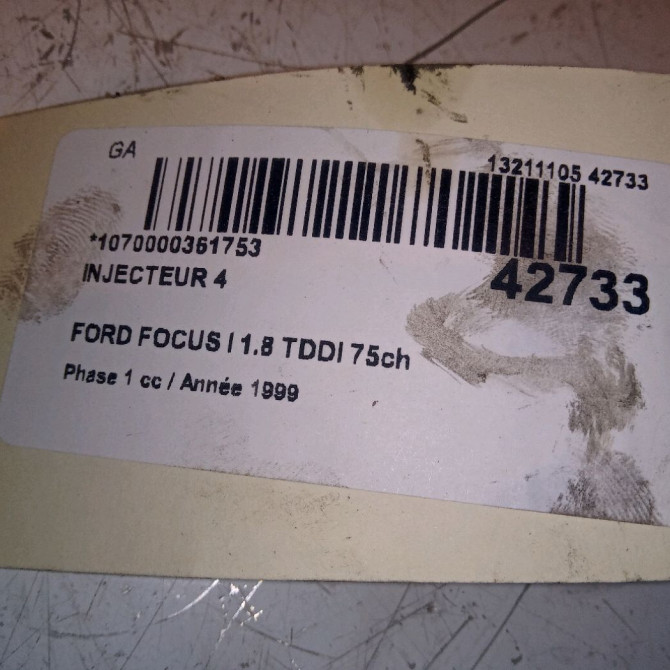 GA
13211105 42733
*1070000361753
42733
INJECTEUR 4
FORD FOCUS I 1.8 TDDI 75ch
Phase 1 cc / Année 1999